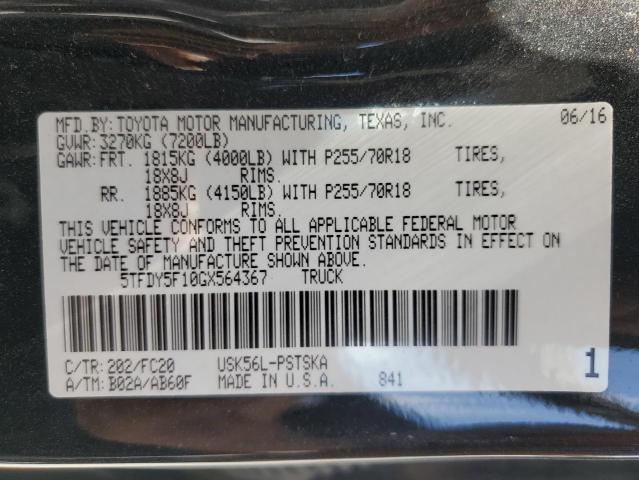 MFD.BY: TOYOTA MOTOR MANUFACTURING, TEXAS, INC. 06/16
GVWR: 3270KG (7200LB)
GAWR: FRT. 1815KG (4000LB) WITH P255/70R18 TIRES,
18X8J RIMS.
RR. 1885KG (4150LB) WITH P255/70R18 TIRES,
18X8J RIMS.
THIS VEHICLE CONFORMS TO ALL APPLICABLE FEDERAL MOTOR
VEHICLE SAFETY AND THEFT PREVENTION STANDARDS IN EFFECT ON
THE DATE OF MANUFACTURE SHOWN ABOVE.
5TFDY5F10GX564367 TRUCK
C/TR: 202/FC20 USK56L-PSTSKA
A/TM: B02A/AB60F MADE IN U.S.A. 841
1